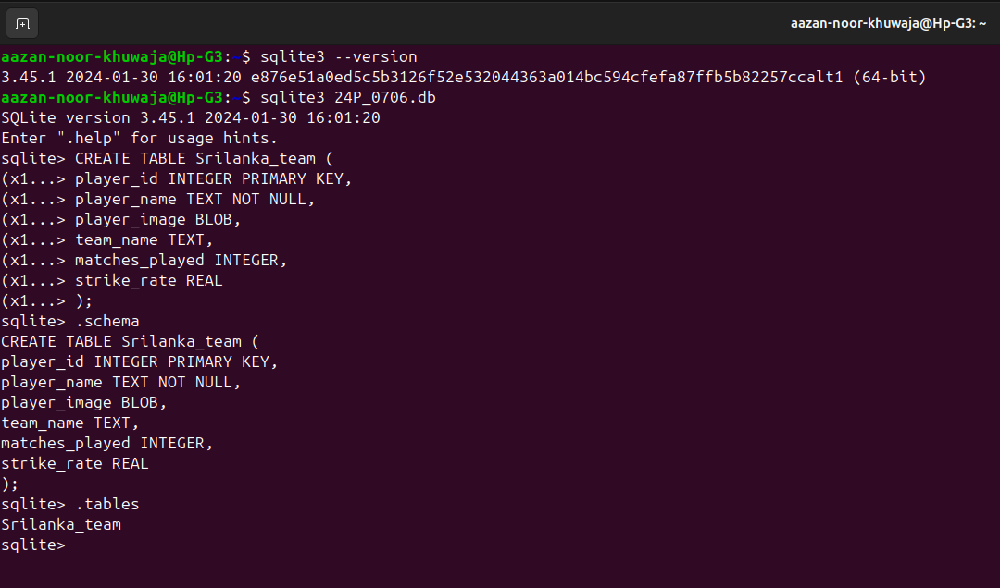 aazan-noor-khuwaja@Hp-G3: ~
aazan-noor-khuwaja@Hp-G3:~$ sqlite3 --version
3.45.1 2024-01-30 16:01:20 e876e51a0ed5c5b3126f52e532044363a014bc594cfefa87ffb5b82257ccalt1 (64-bit)
aazan-noor-khuwaja@Hp-G3:~$ sqlite3 24P_0706.db
SQLite version 3.45.1 2024-01-30 16:01:20
Enter ".help" for usage hints.
sqlite> CREATE TABLE Srilanka_team (
(x1...> player_id INTEGER PRIMARY KEY,
(x1...> player_name TEXT NOT NULL,
(x1...> player_image BLOB,
(x1...> team_name TEXT,
(x1...> matches_played INTEGER,
(x1...> strike_rate REAL
(x1...> );
sqlite> .schema
CREATE TABLE Srilanka_team (
player_id INTEGER PRIMARY KEY,
player_name TEXT NOT NULL,
player_image BLOB,
team_name TEXT,
matches_played INTEGER,
strike_rate REAL
);
sqlite> .tables
Srilanka_team
sqlite>